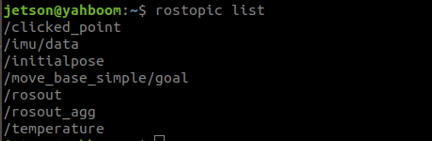 jetson@yahboom:~$ rostopic list
/clicked_point
/imu/data
/initialpose
/move_base_simple/goal
/rosout
/rosout_agg
/temperature